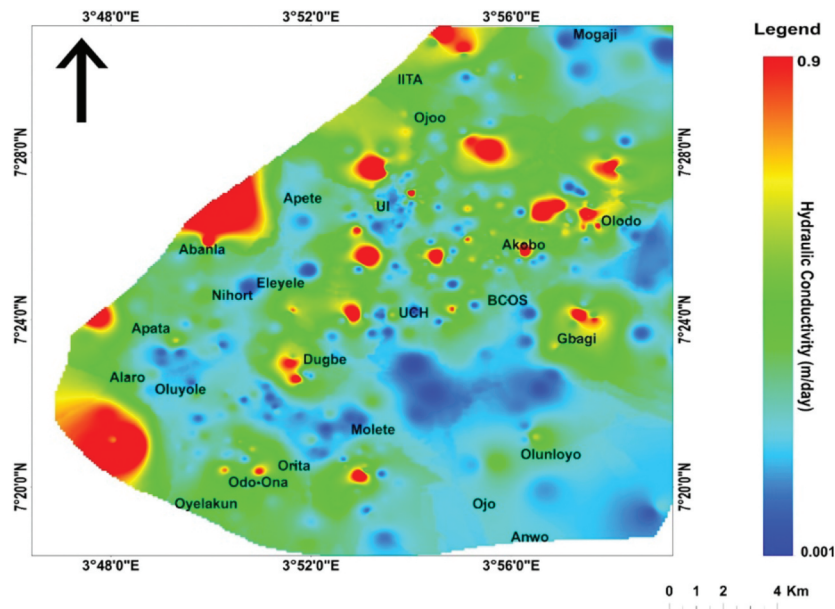 3°48'0"E 3°52'0"E 3°56'0"E
Legend
Mogaji
0.9
IITA
Ojoo
7°28'0"N 7°28'0"N
Apete
UI
Olodo
Abanla
Akobo
Eleyele
Nihort
BCOS
UCH
7°24'0"N 7°24'0"N
Apata
Gbagi
Dugbe
Alaro
Oluyole
Molete
Olunloyo
Orita
Odo-Ona
7°20'0"N 7°20'0"N
Oyelakun
Ojo
Anwo
Hydraulic Conductivity (m/day)
0.001
3°48'0"E 3°52'0"E 3°56'0"E
0 1 2 4 Km